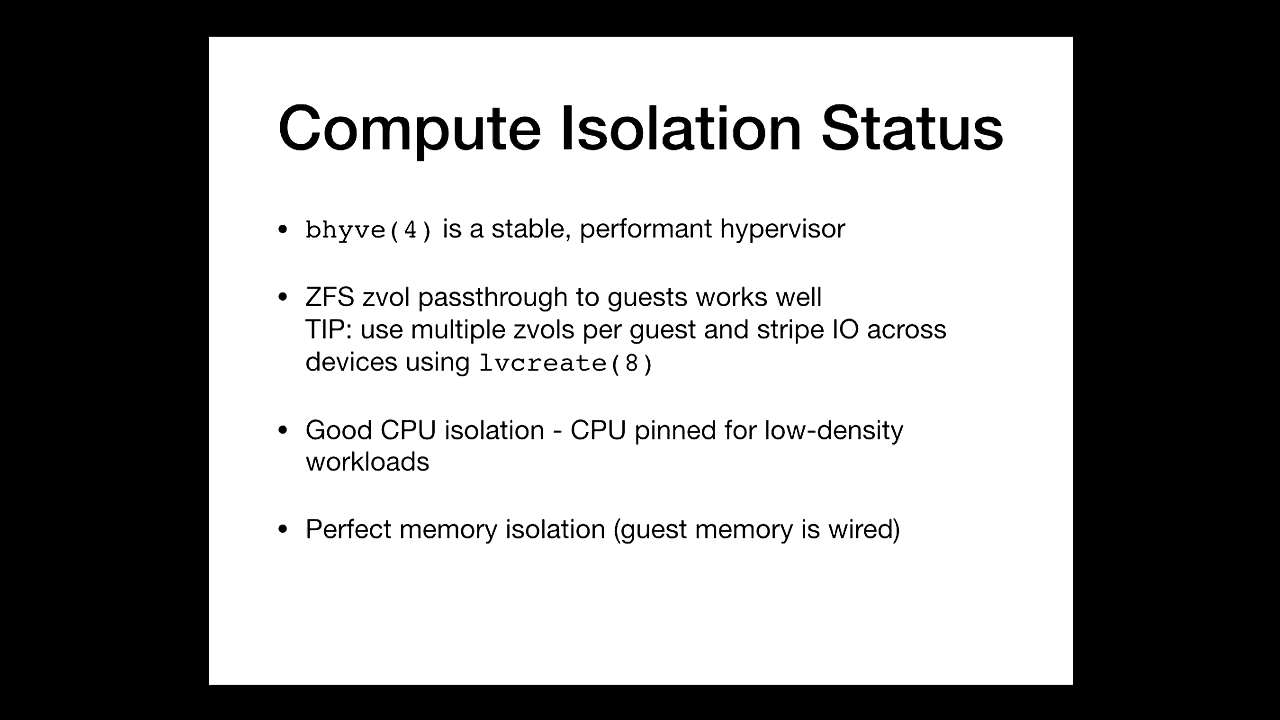 Compute Isolation Status
• bhyve(4) is a stable, performant hypervisor
• ZFS zvol passthrough to guests works well
TIP: use multiple zvols per guest and stripe IO across
devices using lvcreate(8)
• Good CPU isolation - CPU pinned for low-density
workloads
• Perfect memory isolation (guest memory is wired)